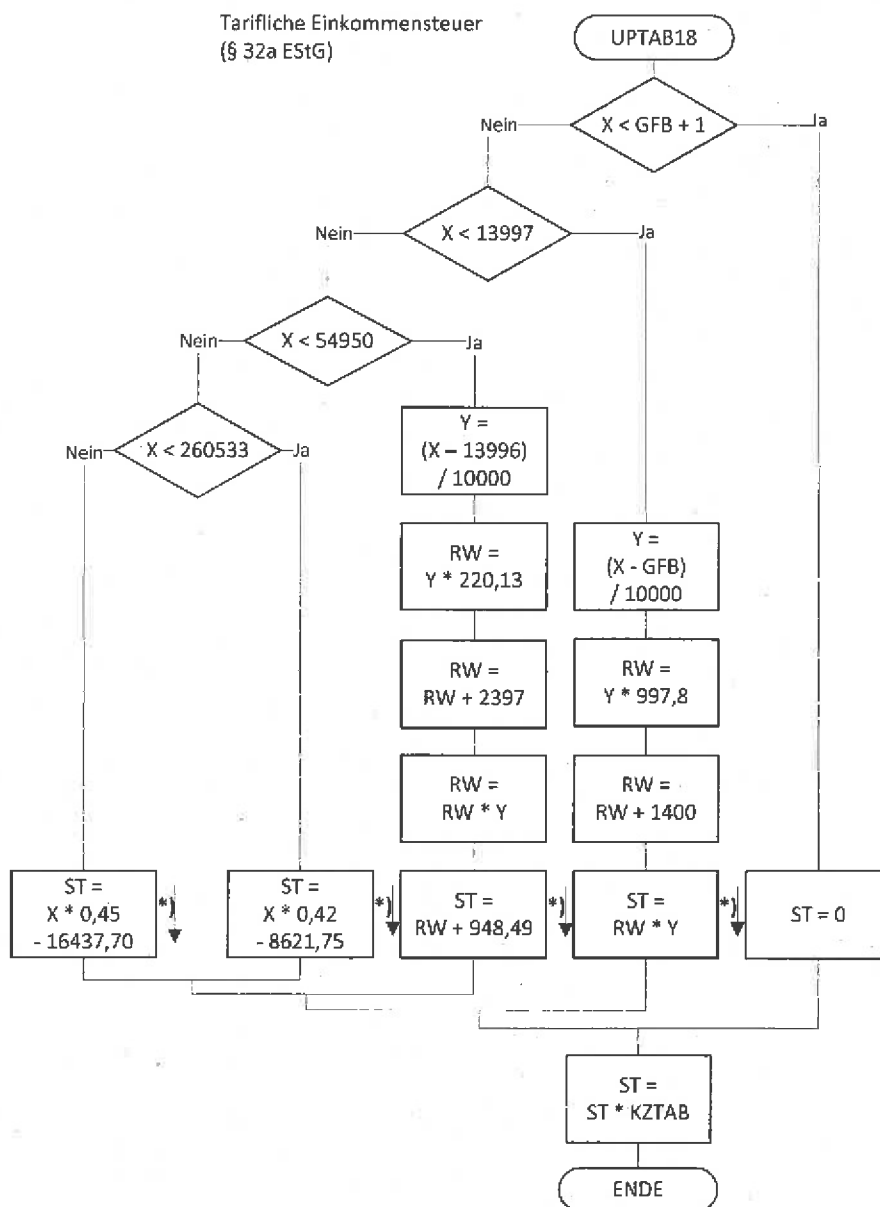 Tarifliche Einkommensteuer
(§ 32a EStG)
UPTAB18
X < GFB + 1
Nein
Ja
X < 13997
Nein
Ja
X < 54950
Nein
Ja
X < 260533
Nein
Ja
Y =
(X – 13996)
/ 10000
RW =
Y * 220,13
Y =
(X - GFB)
/ 10000
RW =
RW + 2397
RW =
Y * 997,8
RW =
RW * Y
RW =
RW + 1400
ST =
X * 0,45
- 16437,70
*)
ST =
X * 0,42
- 8621,75
*)
ST =
RW + 948,49
*)
ST =
RW * Y
*)
ST = 0
ST =
ST * KZTAB
ENDE